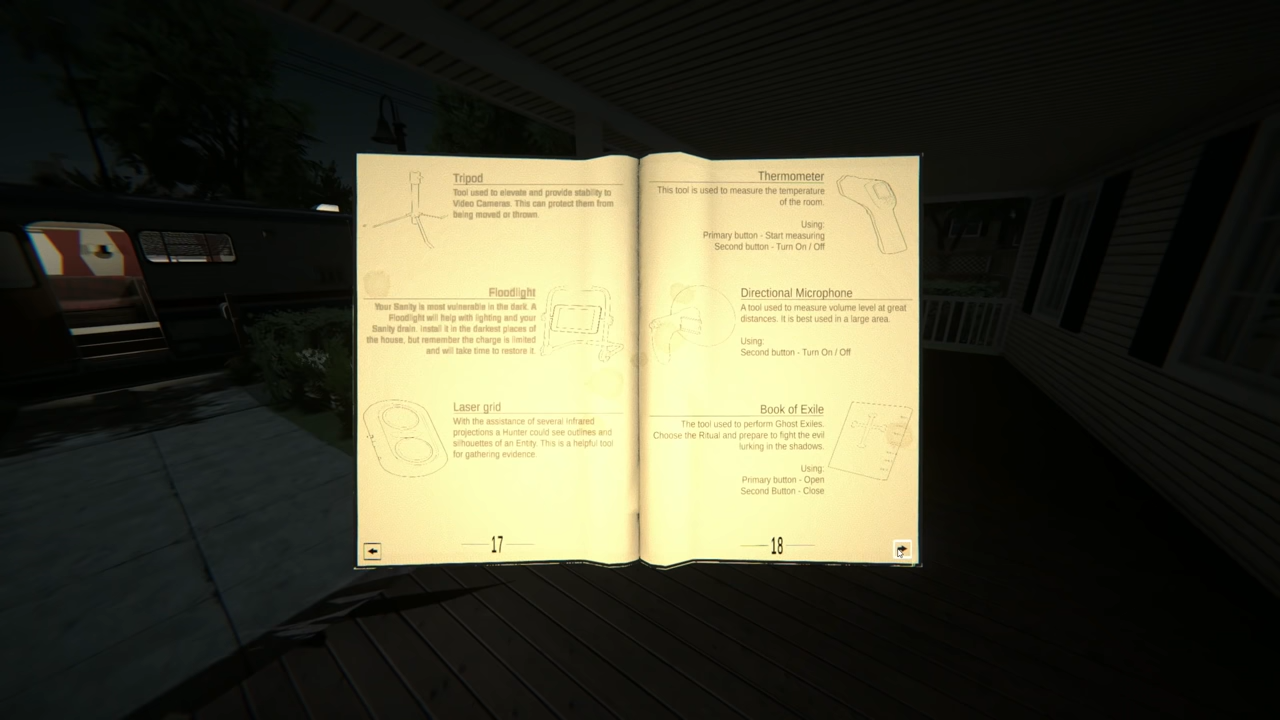 Tripod
Tool used to elevate and provide stability to
Video Cameras. This can protect them from
being moved or thrown.
Floodlight
Your Sanity is most vulnerable in the dark. A
Floodlight will help with lighting and your
Sanity drain. Install it in the darkest places of
the house, but remember the charge is limited
and will take time to restore it.
Laser grid
With the assistance of several infrared
projections a Hunter could see outlines and
silhouettes of an Entity. This is a helpful tool
for gathering evidence.
17
Thermometer
This tool is used to measure the temperature
of the room.
Using:
Primary button - Start measuring
Second button - Turn On / Off
Directional Microphone
A tool used to measure volume level at great
distances. It is best used in a large area.
Using:
Second button - Turn On / Off
Book of Exile
The tool used to perform Ghost Exiles.
Choose the Ritual and prepare to fight the evil
lurking in the shadows.
Using:
Primary button - Open
Second Button - Close
18